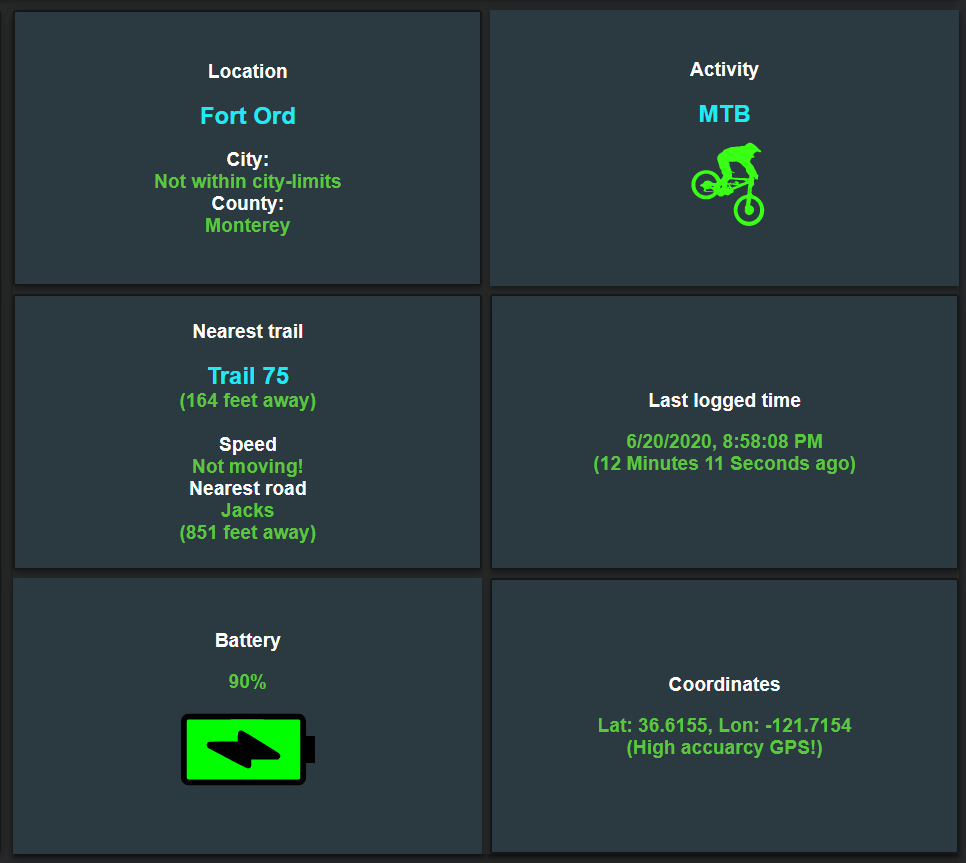 Location
Fort Ord
City:
Not within city-limits
County:
Monterey
Activity
MTB
Nearest trail
Trail 75
(164 feet away)
Speed
Not moving!
Nearest road
Jacks
(851 feet away)
Last logged time
6/20/2020, 8:58:08 PM
(12 Minutes 11 Seconds ago)
Battery
90%
Coordinates
Lat: 36.6155, Lon: -121.7154
(High accuarcy GPS!)